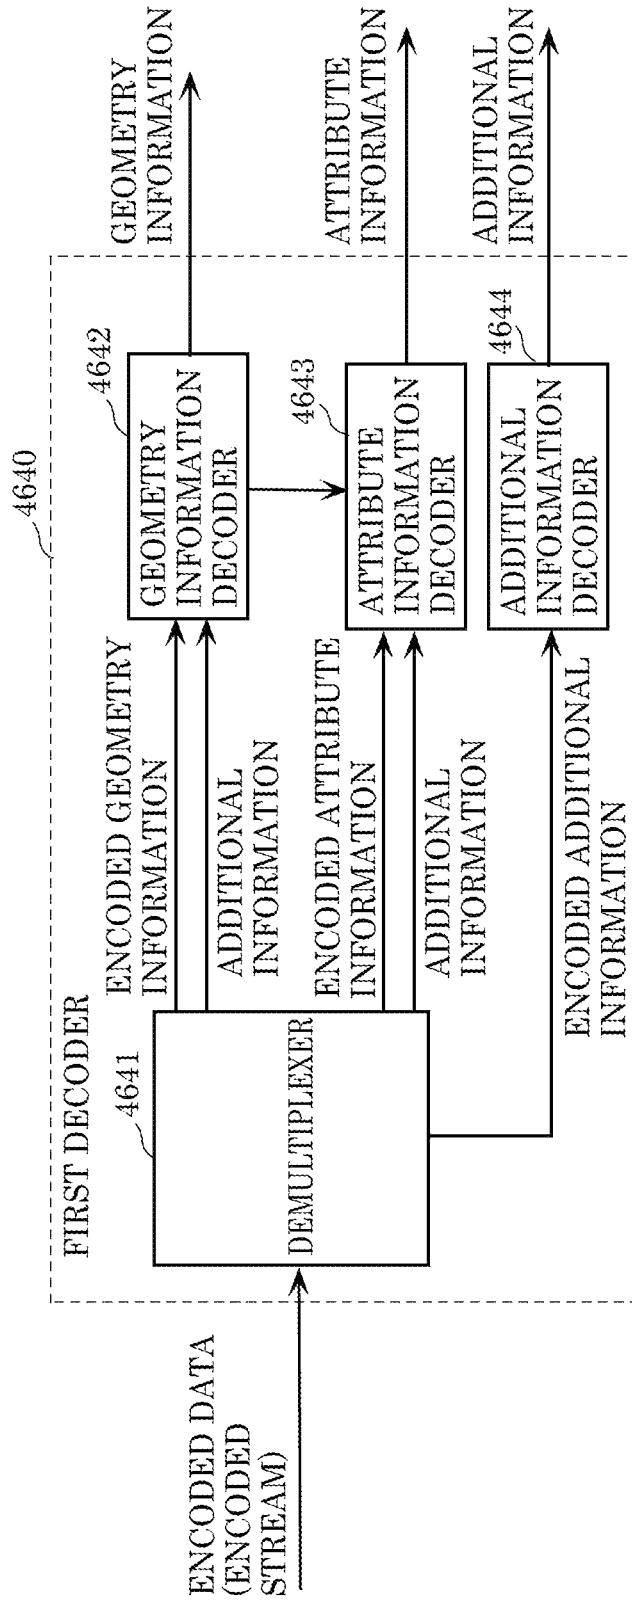 4640
FIRST DECODER
ENCODED DATA
(ENCODED
STREAM)
4641
DEMULTIPLEXER
ENCODED GEOMETRY
INFORMATION
ADDITIONAL
INFORMATION
4642
GEOMETRY
INFORMATION
DECODER
GEOMETRY
INFORMATION
ENCODED ATTRIBUTE
INFORMATION
ADDITIONAL
INFORMATION
4643
ATTRIBUTE
INFORMATION
DECODER
ATTRIBUTE
INFORMATION
ENCODED ADDITIONAL
INFORMATION
4644
ADDITIONAL
INFORMATION
DECODER
ADDITIONAL
INFORMATION